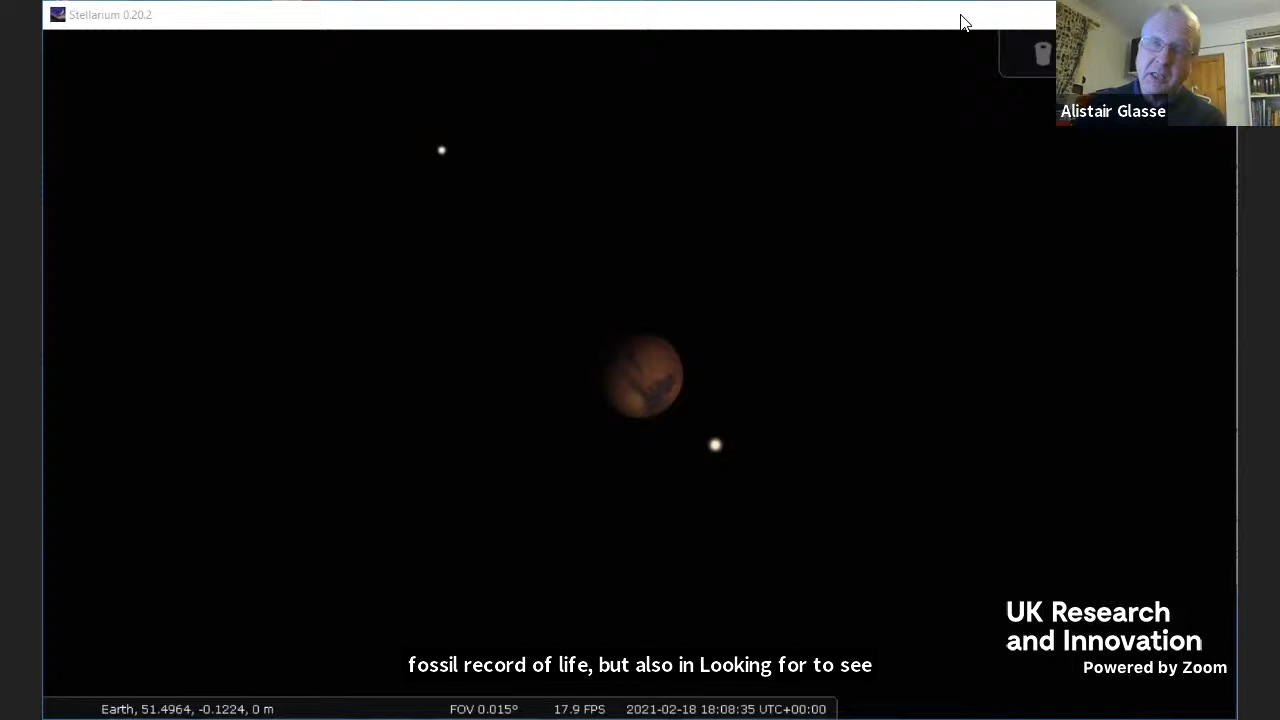 Stellarium 0.20.2
Alistair Glasse
UK Research
and Innovation
Powered by Zoom
fossil record of life, but also in Looking for to see
Earth, 51.4964, -0.1224, 0 m FOV 0.015° 17.9 FPS 2021-02-18 18:08:35 UTC+00:00